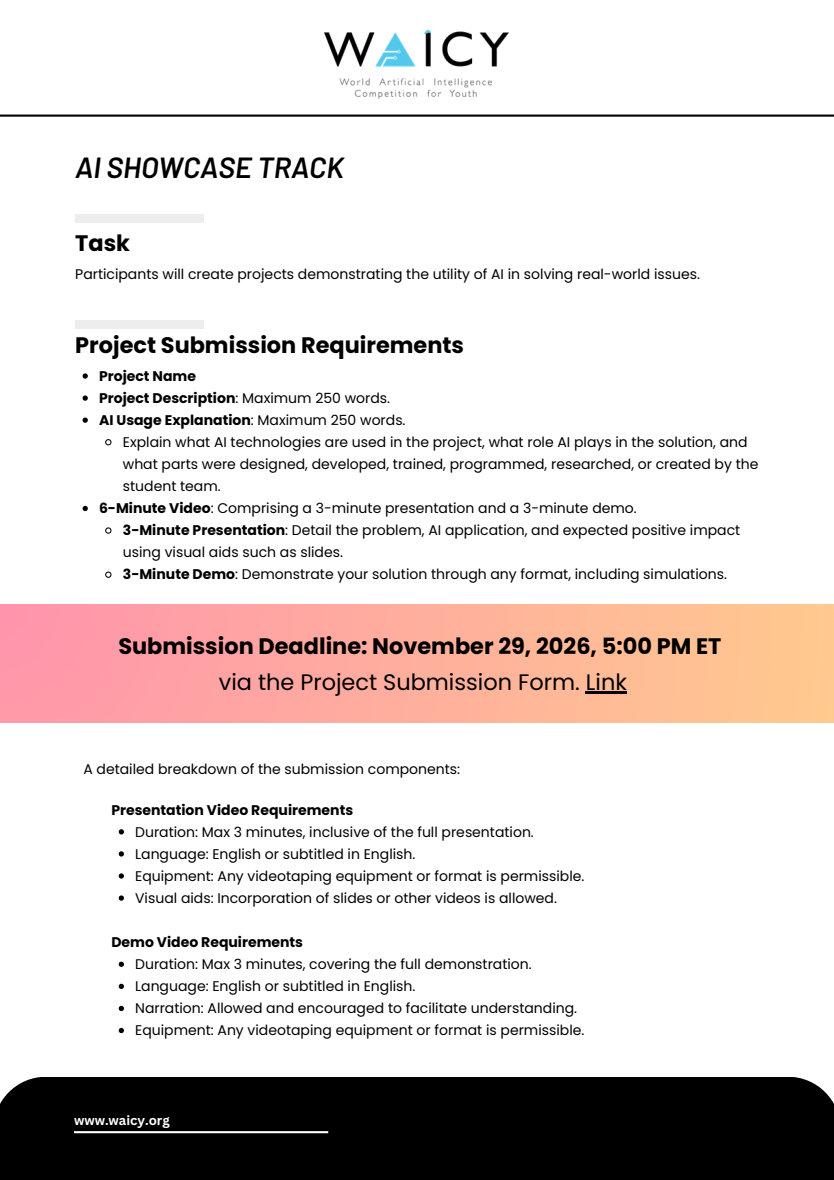 WAICY
World Artificial Intelligence
Competition for Youth
AI SHOWCASE TRACK
Task
Participants will create projects demonstrating the utility of AI in solving real-world issues.
Project Submission Requirements
• Project Name
• Project Description: Maximum 250 words.
• AI Usage Explanation: Maximum 250 words.
◦ Explain what AI technologies are used in the project, what role AI plays in the solution, and
what parts were designed, developed, trained, programmed, researched, or created by the
student team.
• 6-Minute Video: Comprising a 3-minute presentation and a 3-minute demo.
◦ 3-Minute Presentation: Detail the problem, AI application, and expected positive impact
using visual aids such as slides.
◦ 3-Minute Demo: Demonstrate your solution through any format, including simulations.
Submission Deadline: November 29, 2026, 5:00 PM ET
via the Project Submission Form. Link
A detailed breakdown of the submission components:
Presentation Video Requirements
• Duration: Max 3 minutes, inclusive of the full presentation.
• Language: English or subtitled in English.
• Equipment: Any videotaping equipment or format is permissible.
• Visual aids: Incorporation of slides or other videos is allowed.
Demo Video Requirements
• Duration: Max 3 minutes, covering the full demonstration.
• Language: English or subtitled in English.
• Narration: Allowed and encouraged to facilitate understanding.
• Equipment: Any videotaping equipment or format is permissible.
www.waicy.org